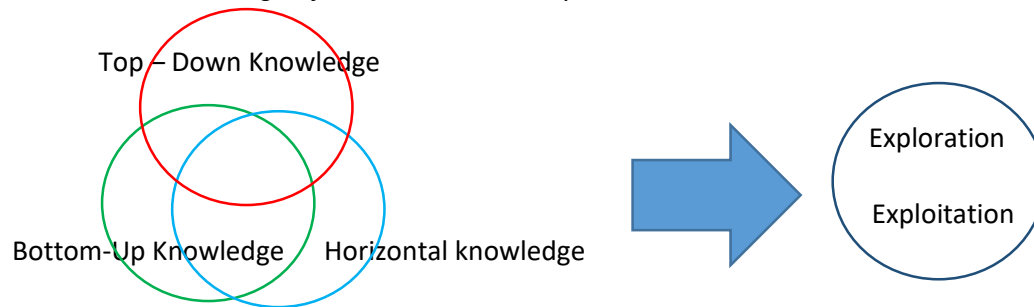 Top – Down Knowledge
Exploration
Exploitation
Bottom-Up Knowledge
Horizontal knowledge